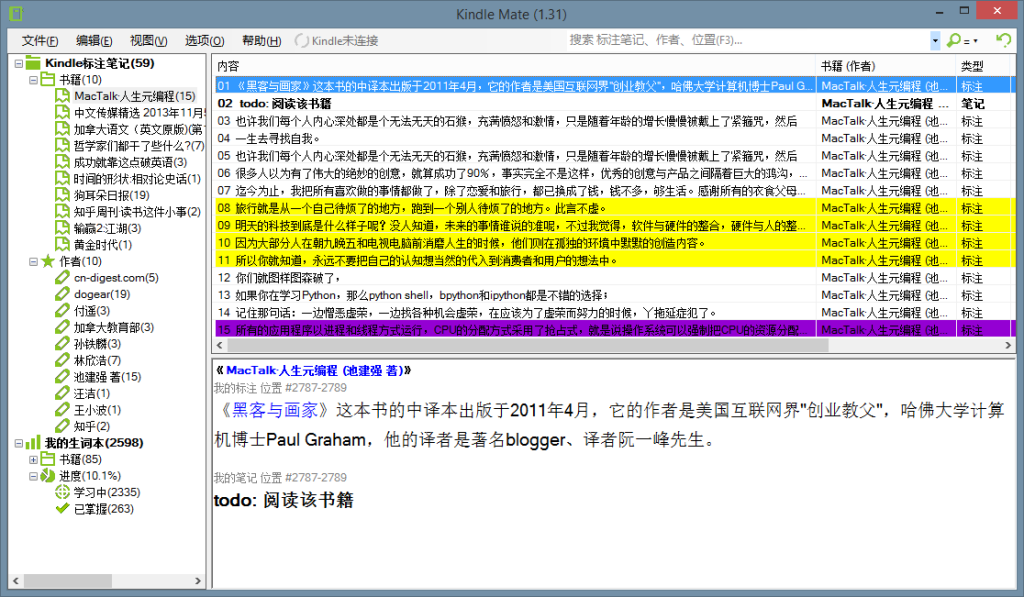 Kindle Mate (1.31)
文件(F) 编辑(E) 视图(V) 选项(O) 帮助(H) Kindle未连接 搜索 标注笔记、作者、位置(F3)...
Kindle标注笔记(59)
书籍(10)
MacTalk·人生元编程(15)
中文传媒精选 2013年11月
加拿大语文（英文原版)(第1
哲学家们都干了些什么?(7)
成功就靠这点破英语(3)
时间的形状:相对论史话(1)
狗耳朵日报(19)
知乎周刊·读书这件小事(2)
输赢2:江湖(3)
黄金时代(1)
作者(10)
cn-digest.com(5)
dogear(19)
付遥(3)
加拿大教育部(3)
孙铁麟(3)
林欣浩(7)
池建强 著(15)
汪洁(1)
王小波(1)
知乎(2)
我的生词本(2598)
书籍(85)
进度(10.1%)
学习中(2335)
已掌握(263)
内容 书籍 (作者) 类型
01 《黑客与画家》这本书的中译本出版于2011年4月，它的作者是美国互联网界"创业教父"，哈佛大学计算机博士Paul G... MacTalk·人生元编程 (池... 标注
02 todo: 阅读该书籍 MacTalk·人生元编程 ... 笔记
03 也许我们每个人内心深处都是个无法无天的石猴，充满愤怒和激情，只是随着年龄的增长慢慢被戴上了紧箍咒，然后 MacTalk·人生元编程 (池... 标注
04 一生去寻找自我。 MacTalk·人生元编程 (池... 标注
05 也许我们每个人内心深处都是个无法无天的石猴，充满愤怒和激情，只是随着年龄的增长慢慢被戴上了紧箍咒，然后 MacTalk·人生元编程 (池... 标注
06 很多人以为有了伟大的绝妙的创意，就算成功了90%，事实完全不是这样，优秀的创意与产品之间隔着巨大的鸿沟，... MacTalk·人生元编程 (池... 标注
07 迄今为止，我把所有喜欢做的事情都做了，除了恋爱和旅行，都已换成了钱，钱不多，够生活。感谢所有的衣食父母... MacTalk·人生元编程 (池... 标注
08 旅行就是从一个自己待烦了的地方，跑到一个别人待烦了的地方。此言不虚。 MacTalk·人生元编程 (池... 标注
09 明天的科技到底是什么样子呢？没人知道，未来的事情谁说的准呢，不过我觉得，软件与硬件的整合，硬件与人的整... MacTalk·人生元编程 (池... 标注
10 因为大部分人在朝九晚五和电视电脑前消磨人生的时候，他们则在孤独的环境中默默的创造内容。 MacTalk·人生元编程 (池... 标注
11 所以你就知道，永远不要把自己的认知想当然的代入到消费者和用户的想法中。 MacTalk·人生元编程 (池... 标注
12 你们就图样图森破了， MacTalk·人生元编程 (池... 标注
13 如果你在学习Python，那么python shell，bpython和ipython都是不错的选择； MacTalk·人生元编程 (池... 标注
14 记住那句话：一边憎恶虚荣，一边找各种机会虚荣，在应该为了虚荣而努力的时候，丫拖延症犯了。 MacTalk·人生元编程 (池... 标注
15 所有的应用程序以进程和线程方式运行，CPU的分配方式采用了抢占式，就是说操作系统可以强制把CPU的资源分配 MacTalk·人生元编程 (池... 标注
《MacTalk·人生元编程 (池建强 著)》
我的标注 位置 #2787-2789
《黑客与画家》这本书的中译本出版于2011年4月，它的作者是美国互联网界"创业教父"，哈佛大学计算
机博士Paul Graham，他的译者是著名blogger、译者阮一峰先生。
我的笔记 位置 #2787-2789
todo: 阅读该书籍